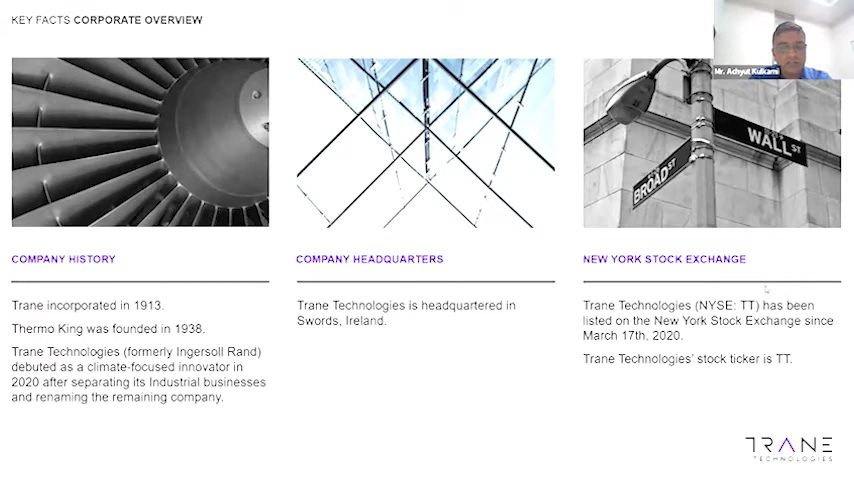 KEY FACTS CORPORATE OVERVIEW
Mr. Achyut Kulkarni
WALL ST
BROAD ST
COMPANY HISTORY
Trane incorporated in 1913.
Thermo King was founded in 1938.
Trane Technologies (formerly Ingersoll Rand)
debuted as a climate-focused innovator in
2020 after separating its Industrial businesses
and renaming the remaining company.
COMPANY HEADQUARTERS
Trane Technologies is headquartered in
Swords, Ireland.
NEW YORK STOCK EXCHANGE
Trane Technologies (NYSE: TT) has been
listed on the New York Stock Exchange since
March 17th, 2020.
Trane Technologies' stock ticker is TT.
TRANE
TECHNOLOGIES